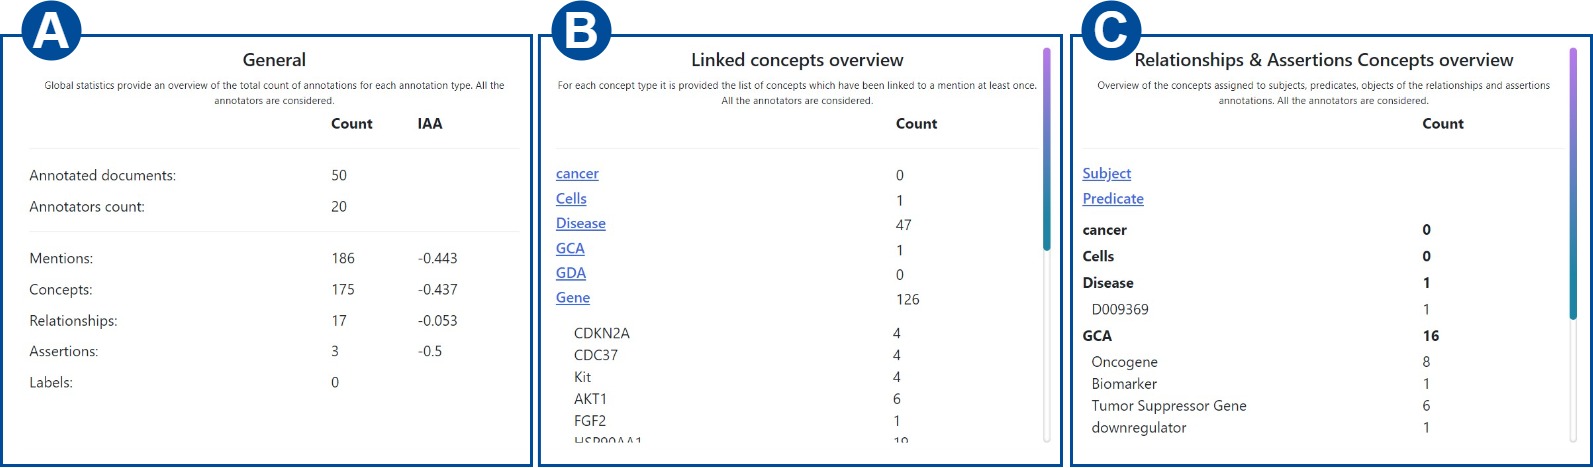 A
General
Global statistics provide an overview of the total count of annotations for each annotation type. All the
annotators are considered.
Count IAA
Annotated documents: 50
Annotators count: 20
Mentions: 186 -0.443
Concepts: 175 -0.437
Relationships: 17 -0.053
Assertions: 3 -0.5
Labels: 0
B
Linked concepts overview
For each concept type it is provided the list of concepts which have been linked to a mention at least once.
All the annotators are considered.
Count
cancer 0
Cells 1
Disease 47
GCA 1
GDA 0
Gene 126
CDKN2A 4
CDC37 4
Kit 4
AKT1 6
FGF2 1
HSP90AA1 19
C
Relationships & Assertions Concepts overview
Overview of the concepts assigned to subjects, predicates, objects of the relationships and assertions
annotations. All the annotators are considered.
Count
Subject
Predicate
cancer 0
Cells 0
Disease 1
D009369 1
GCA 16
Oncogene 8
Biomarker 1
Tumor Suppressor Gene 6
downregulator 1